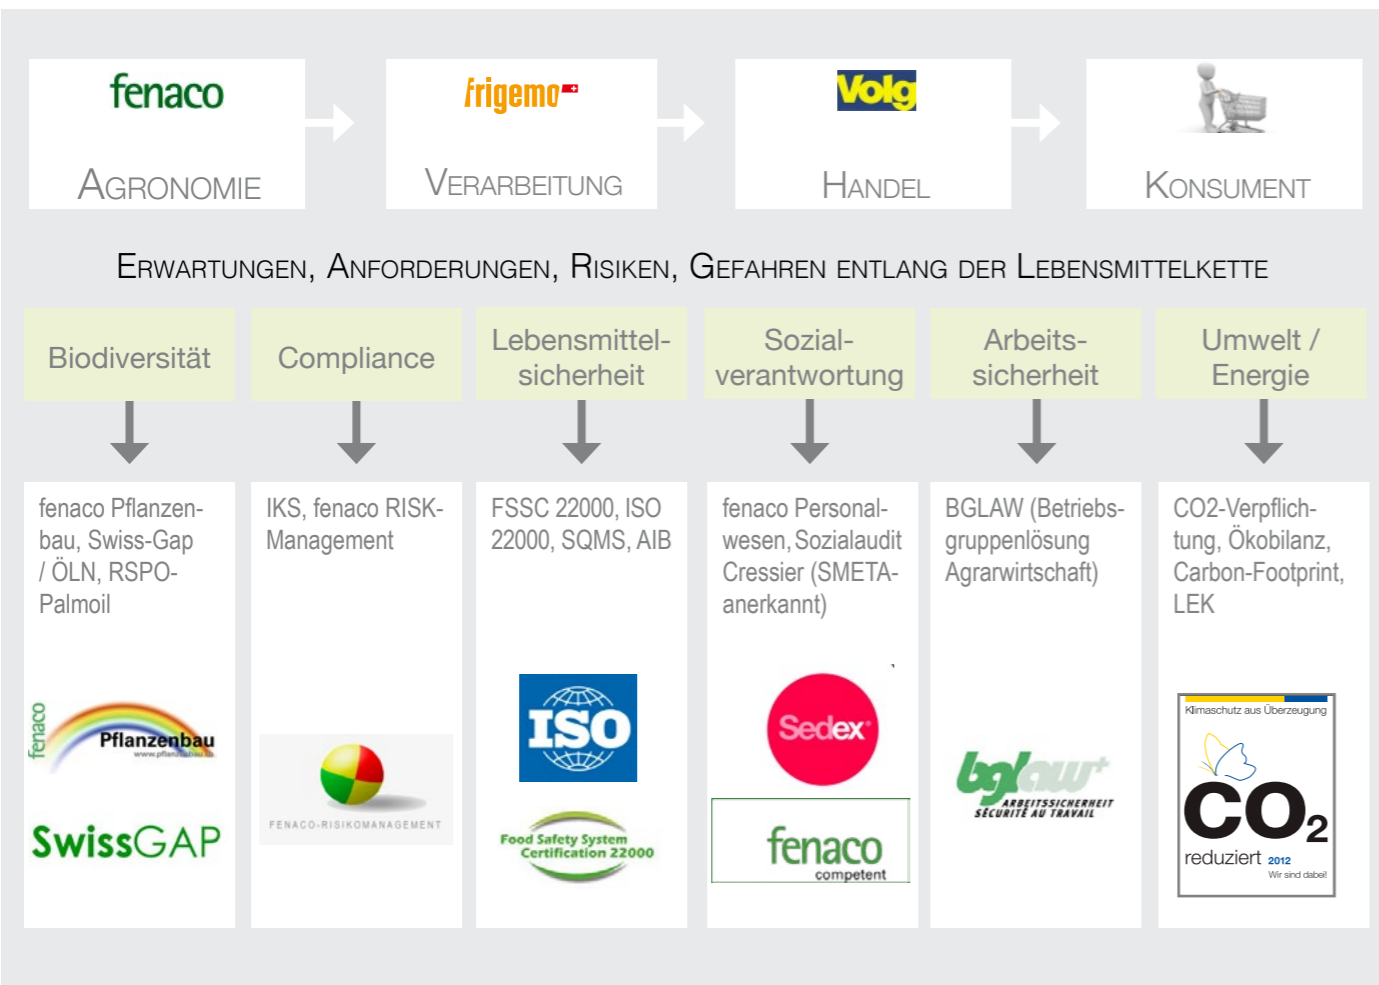 fenaco
frigemo
Volg
AGRONOMIE
VERARBEITUNG
HANDEL
KONSUMENT
ERWARTUNGEN, ANFORDERUNGEN, RISIKEN, GEFAHREN ENTLANG DER LEBENSMITTELKETTE
Biodiversität
Compliance
Lebensmittel-
sicherheit
Sozial-
verantwortung
Arbeits-
sicherheit
Umwelt /
Energie
fenaco Pflanzen-
bau, Swiss-Gap
/ ÖLN, RSPO-
Palmoil
fenaco
Pflanzenbau
SwissGAP
IKS, fenaco RISK-
Management
FENACO-RISIKOMANAGEMENT
FSSC 22000, ISO
22000, SQMS, AIB
ISO
Food Safety System
Certification 22000
fenaco Personal-
wesen, Sozialaudit
Cressier (SMETA-
anerkannt)
Sedex
fenaco
competent
BGLAW (Betriebs-
gruppenlösung
Agrarwirtschaft)
bglaw+
ARBEITSSICHERHEIT
SÉCURITÉ AU TRAVAIL
CO2-Verpflich-
tung, Ökobilanz,
Carbon-Footprint,
LEK
Klimaschutz aus Überzeugung
CO2
reduziert 2012
Wir sind dabei!